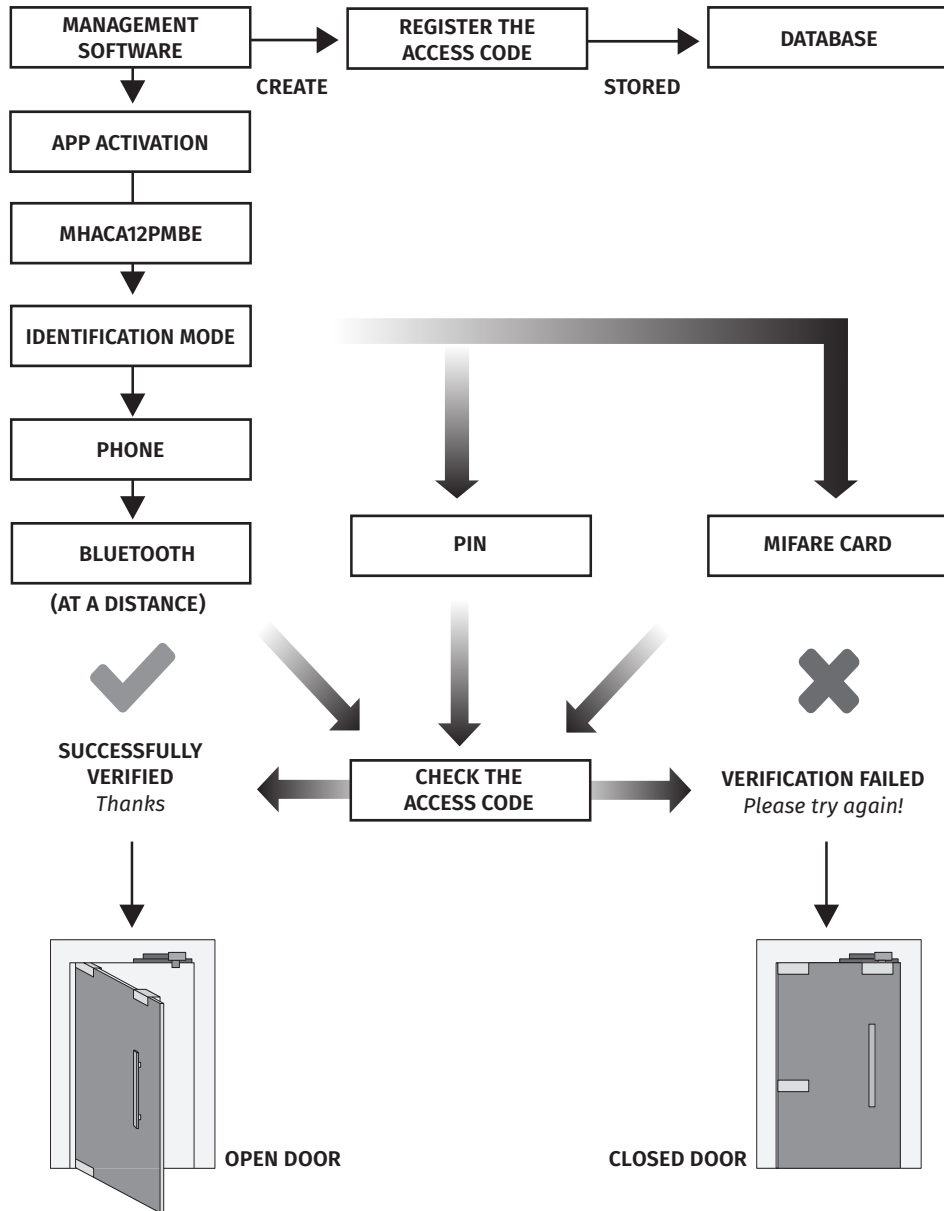 MANAGEMENT
SOFTWARE
REGISTER THE
ACCESS CODE
DATABASE
CREATE
STORED
APP ACTIVATION
MHACA12PMBE
IDENTIFICATION MODE
PHONE
BLUETOOTH
PIN
MIFARE CARD
(AT A DISTANCE)
SUCCESSFULLY
VERIFIED
Thanks
CHECK THE
ACCESS CODE
VERIFICATION FAILED
Please try again!
OPEN DOOR
CLOSED DOOR